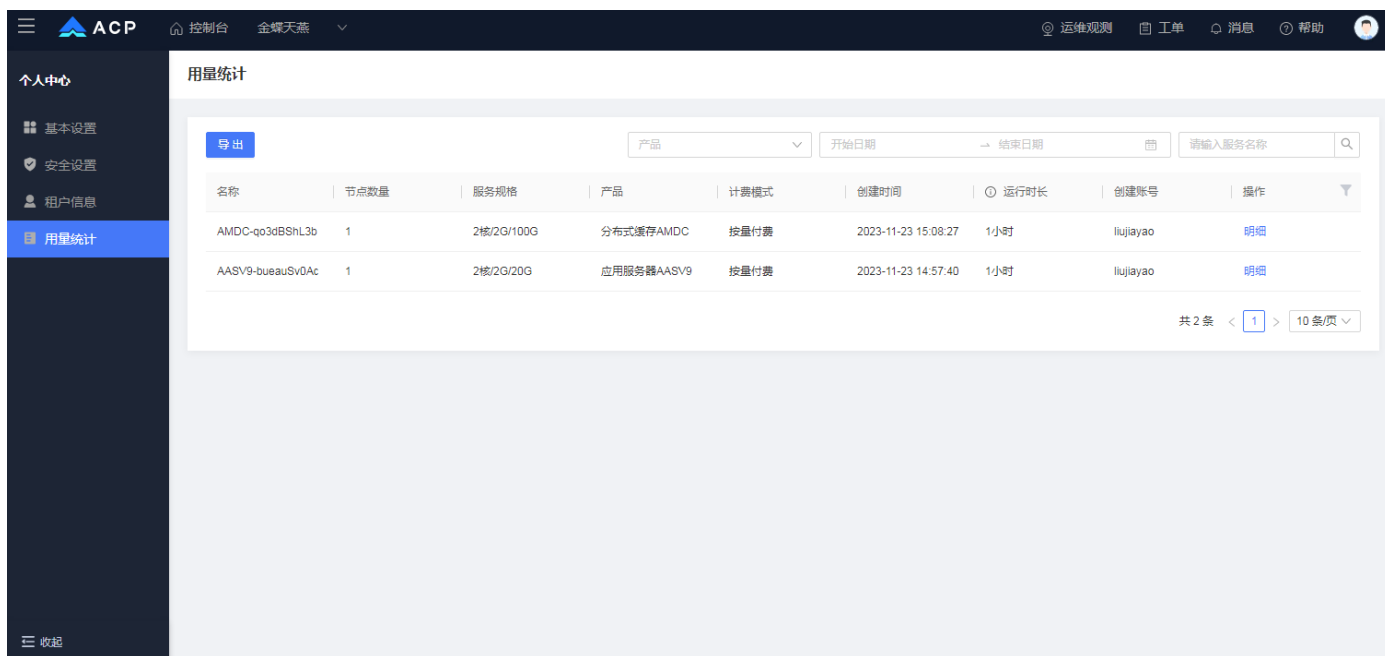 ACP 控制台 金蝶天燕 运维观测 工单 消息 帮助
个人中心
用量统计
基本设置
安全设置
租户信息
用量统计
导出 产品 开始日期 结束日期 请输入服务名称
名称 节点数量 服务规格 产品 计费模式 创建时间 运行时长 创建账号 操作
AMDC-qo3dBShL3b 1 2核/2G/100G 分布式缓存AMDC 按量付费 2023-11-23 15:08:27 1小时 liujiayao 明细
AASV9-bueauSv0Ac 1 2核/2G/20G 应用服务器AASV9 按量付费 2023-11-23 14:57:40 1小时 liujiayao 明细
共 2 条 < 1 > 10 条/页
收起